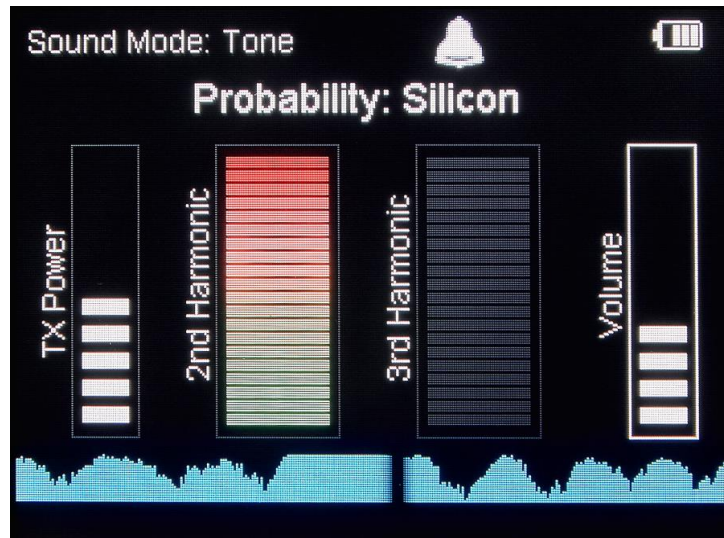 Sound Mode: Tone
Probability: Silicon
TX Power
2nd Harmonic
3rd Harmonic
Volume